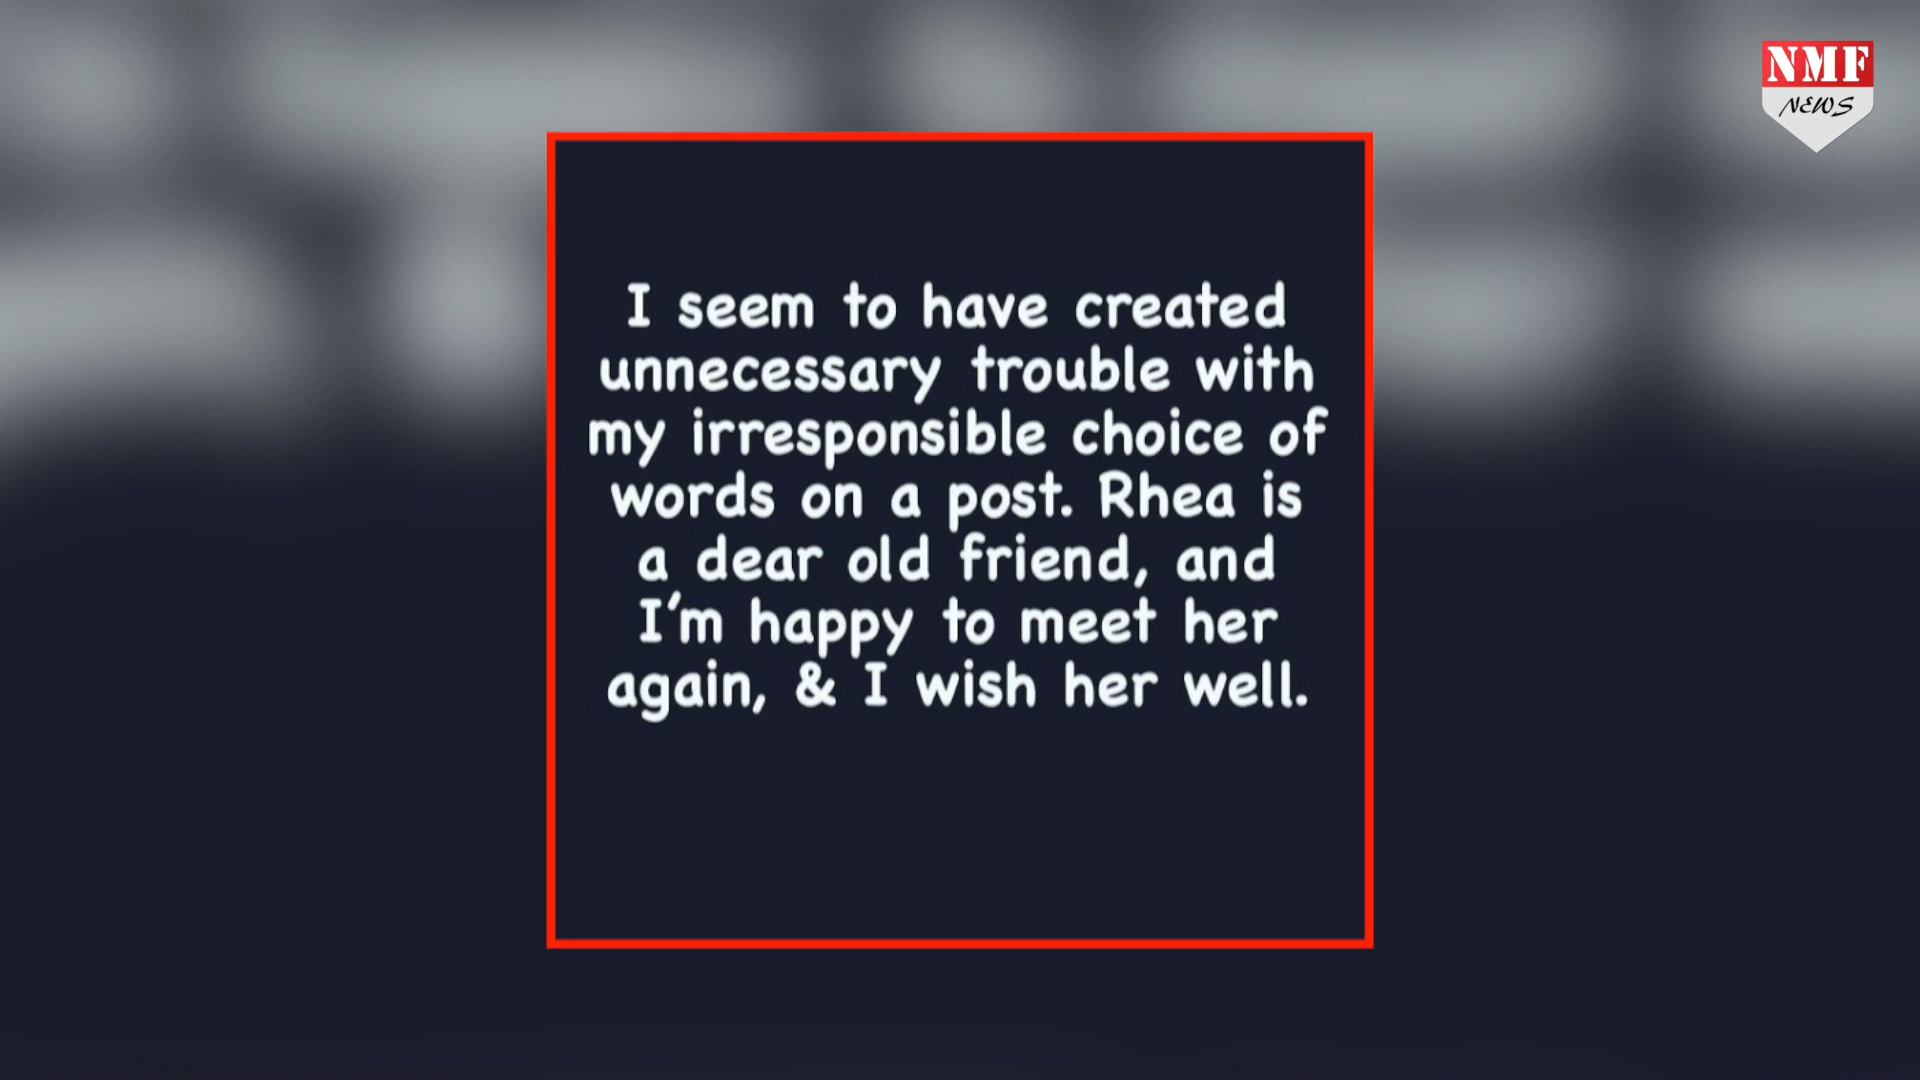 NMF
NEWS
I seem to have created
unnecessary trouble with
my irresponsible choice of
words on a post. Rhea is
a dear old friend, and
I'm happy to meet her
again, & I wish her well.